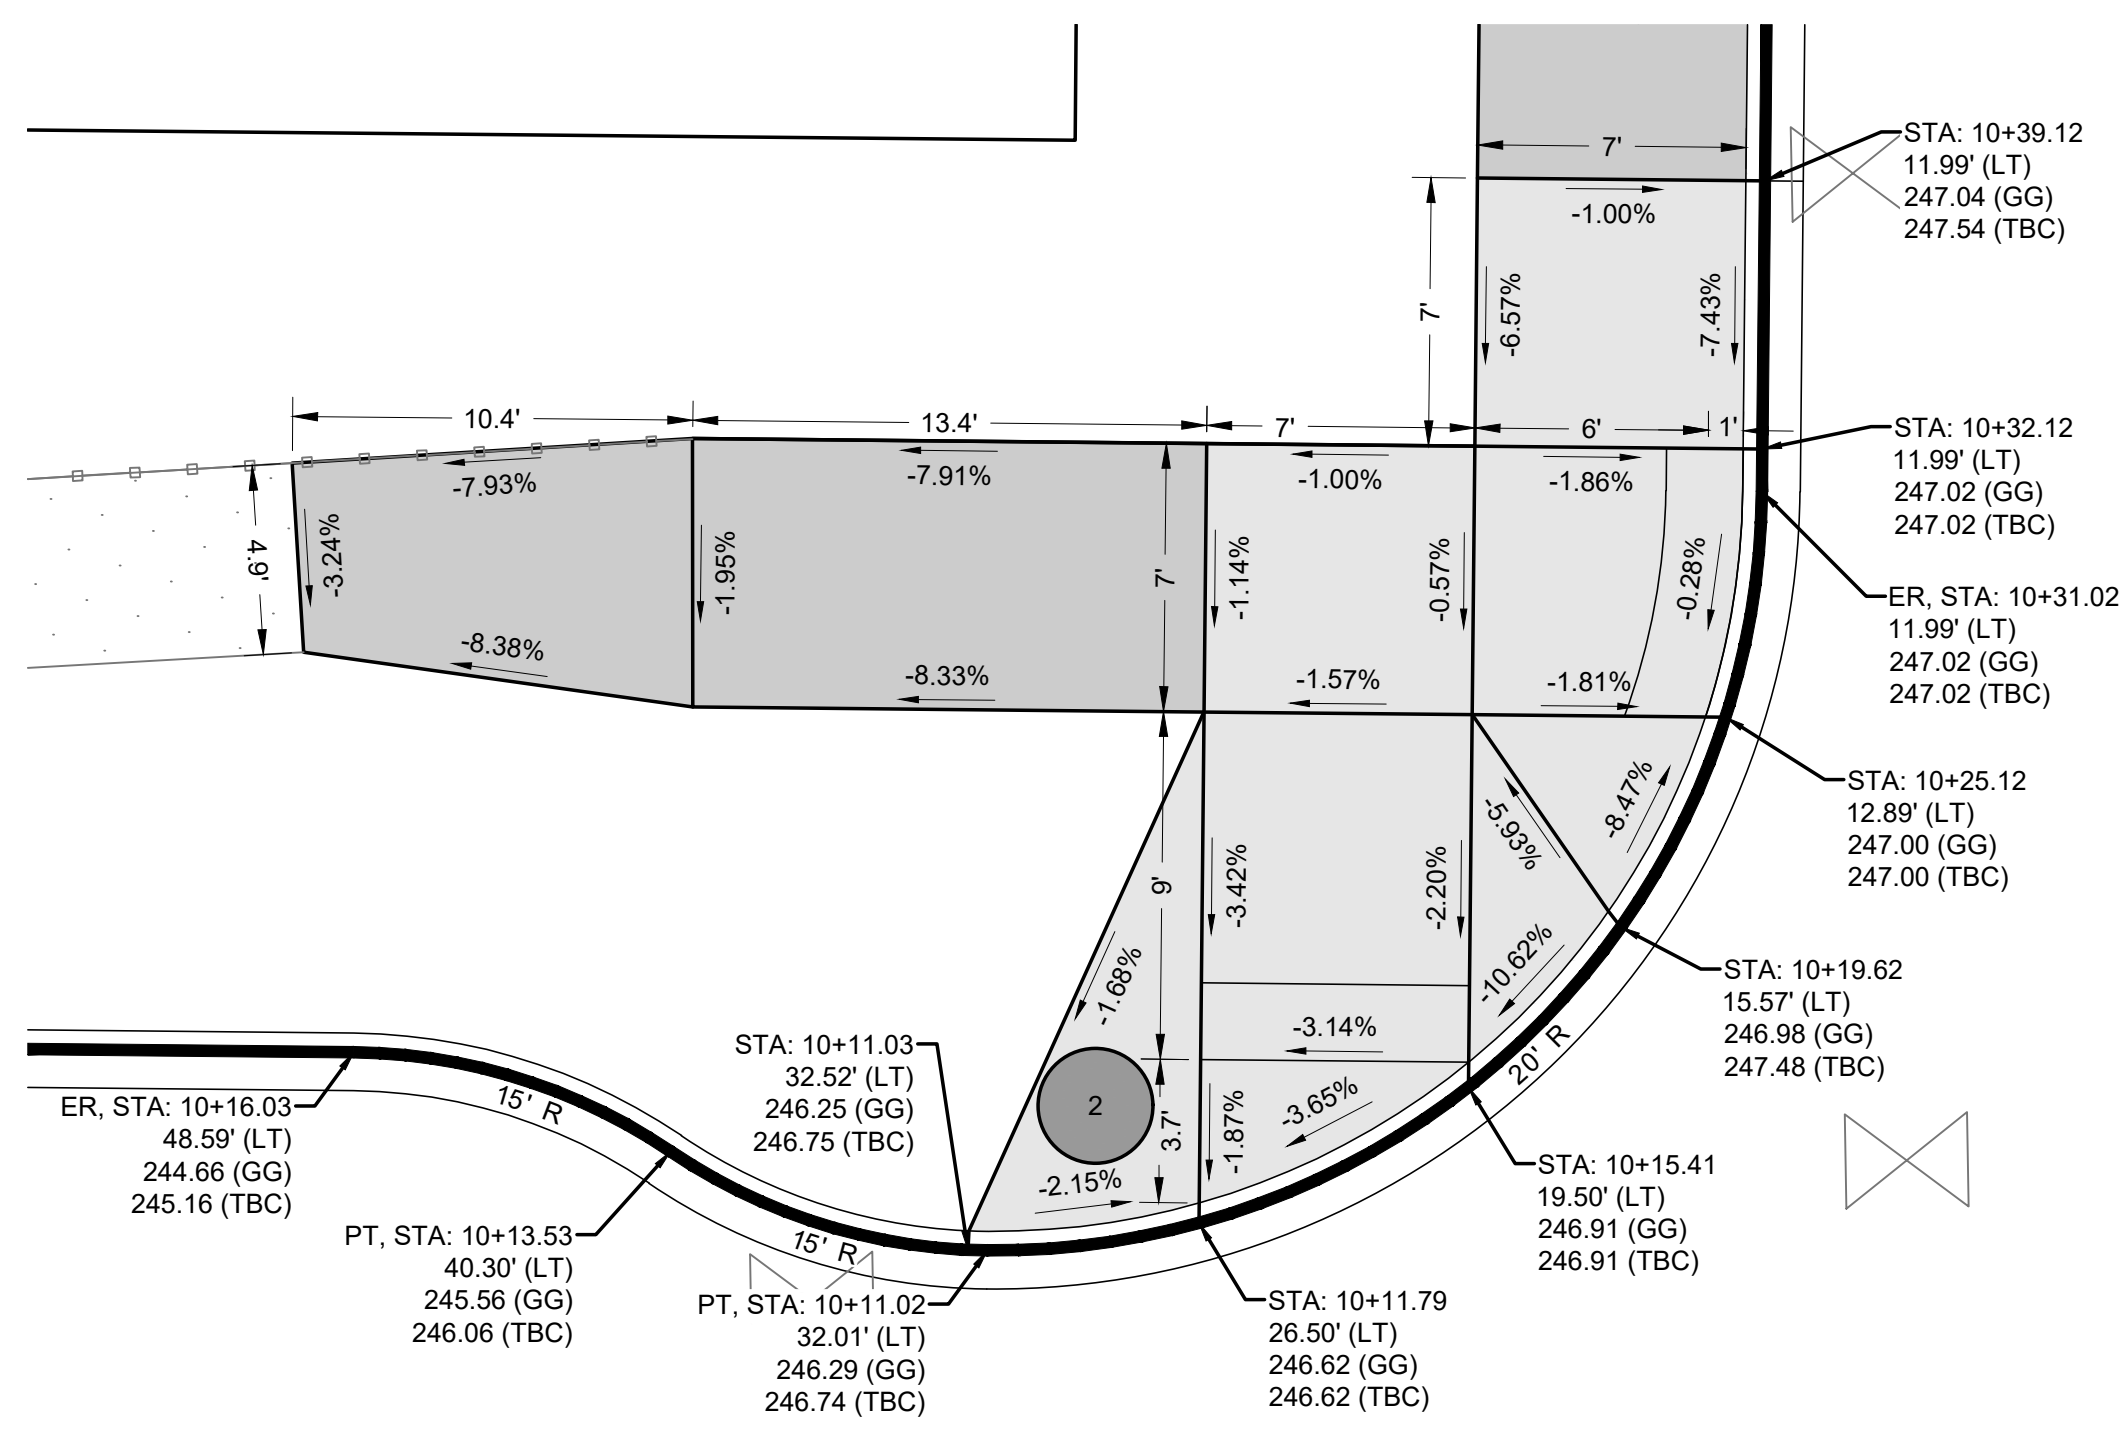 STA: 10+39.12
11.99' (LT)
247.04 (GG)
247.54 (TBC)
7'
-1.00%
7'
-6.57%
-7.43%
10.4'
13.4'
7'
6'
1'
STA: 10+32.12
11.99' (LT)
247.02 (GG)
247.02 (TBC)
-7.93%
-7.91%
-1.00%
-1.86%
4.9'
-3.24%
-1.95%
7'
-1.14%
-0.57%
-0.28%
ER, STA: 10+31.02
11.99' (LT)
247.02 (GG)
247.02 (TBC)
-8.38%
-8.33%
-1.57%
-1.81%
STA: 10+25.12
12.89' (LT)
247.00 (GG)
247.00 (TBC)
9'
-3.42%
-2.20%
-5.93%
-8.47%
-1.68%
-10.62%
STA: 10+19.62
15.57' (LT)
246.98 (GG)
247.48 (TBC)
-3.14%
20' R
STA: 10+11.03
32.52' (LT)
246.25 (GG)
246.75 (TBC)
2
3.7'
-1.87%
-3.65%
-2.15%
15' R
ER, STA: 10+16.03
48.59' (LT)
244.66 (GG)
245.16 (TBC)
STA: 10+15.41
19.50' (LT)
246.91 (GG)
246.91 (TBC)
15' R
PT, STA: 10+13.53
40.30' (LT)
245.56 (GG)
246.06 (TBC)
PT, STA: 10+11.02
32.01' (LT)
246.29 (GG)
246.74 (TBC)
STA: 10+11.79
26.50' (LT)
246.62 (GG)
246.62 (TBC)